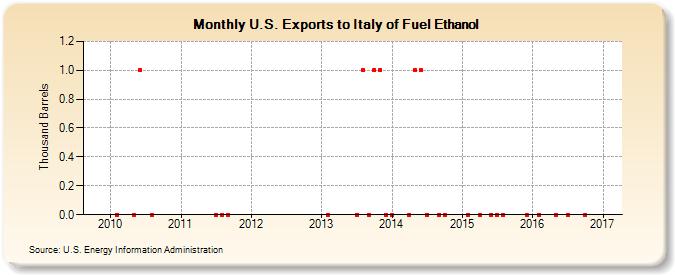 Monthly U.S. Exports to Italy of Fuel Ethanol
Thousand Barrels
1.2
1.0
0.8
0.6
0.4
0.2
0.0
2010 2011 2012 2013 2014 2015 2016 2017
Source: U.S. Energy Information Administration